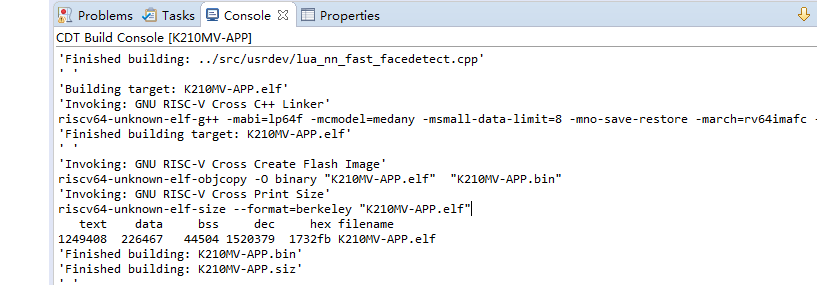 Problems Tasks Console Properties
CDT Build Console [K210MV-APP]
'Finished building: ../src/usrdev/lua_nn_fast_facedetect.cpp'
' '
'Building target: K210MV-APP.elf'
'Invoking: GNU RISC-V Cross C++ Linker'
riscv64-unknown-elf-g++ -mabi=lp64f -mcmodel=medany -msmall-data-limit=8 -mno-save-restore -march=rv64imafc -
'Finished building target: K210MV-APP.elf'
' '
'Invoking: GNU RISC-V Cross Create Flash Image'
riscv64-unknown-elf-objcopy -O binary "K210MV-APP.elf"  "K210MV-APP.bin"
'Invoking: GNU RISC-V Cross Print Size'
riscv64-unknown-elf-size --format=berkeley "K210MV-APP.elf"
   text    data     bss     dec     hex filename
1249408  226467   44504 1520379  1732fb K210MV-APP.elf
'Finished building: K210MV-APP.bin'
'Finished building: K210MV-APP.siz'
' '